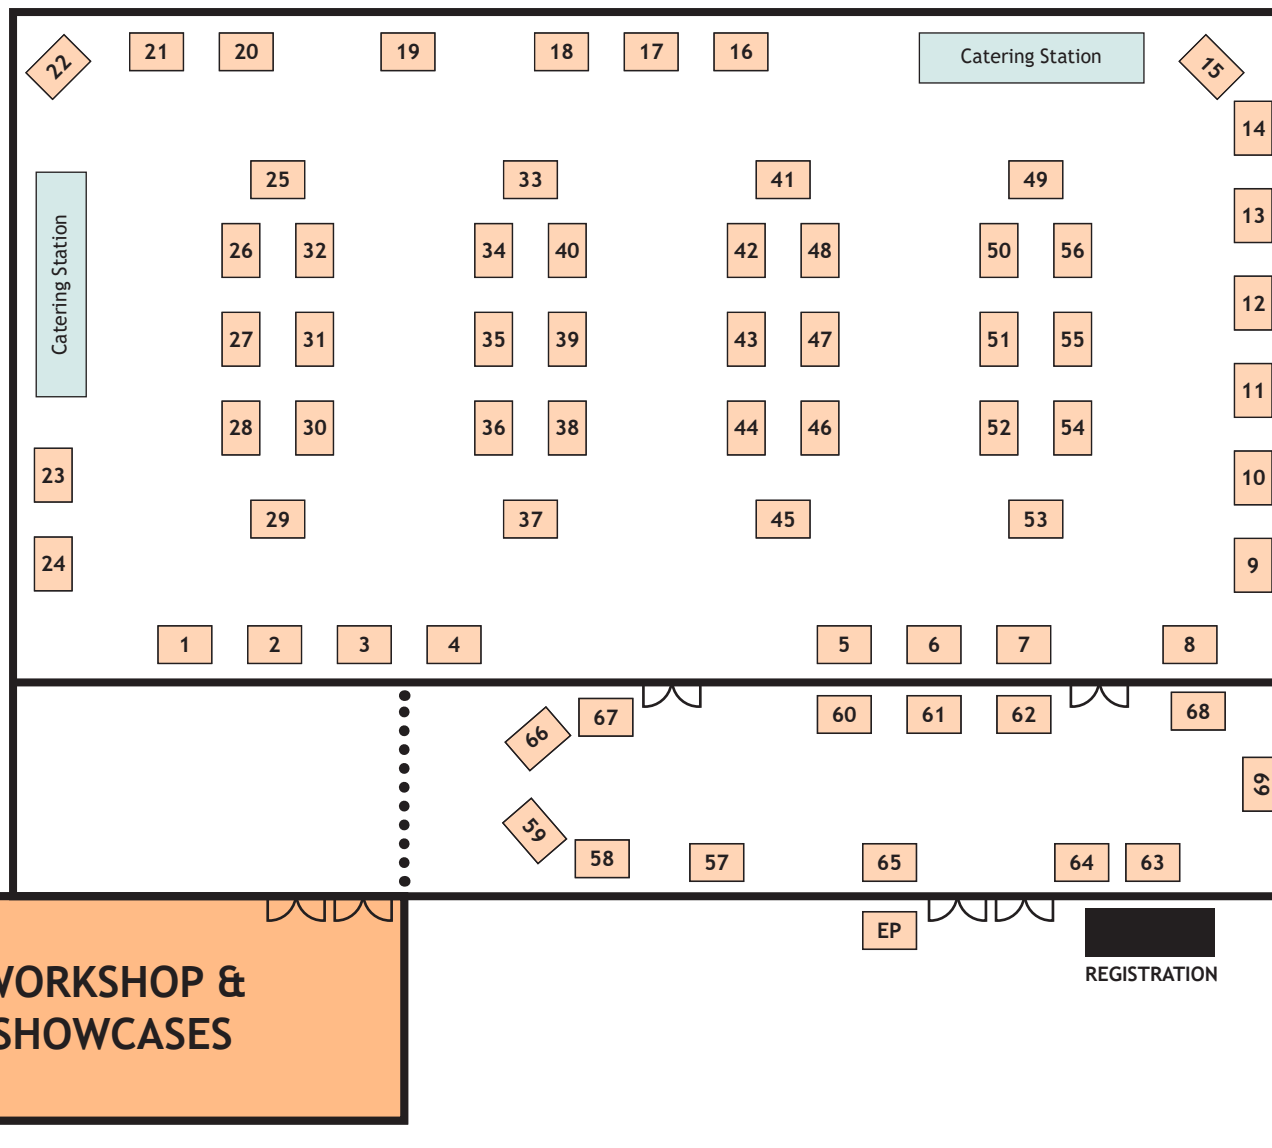 22 21 20 19 18 17 16 Catering Station 15
14
25 33 41 49
13
Catering Station
26 32 34 40 42 48 50 56
12
27 31 35 39 43 47 51 55
11
28 30 36 38 44 46 52 54
23 10
29 37 45 53
24 9
1 2 3 4 5 6 7 8
66 67 60 61 62 68
69
59 58 57 65 64 63
EP
REGISTRATION
WORKSHOP &
SHOWCASES